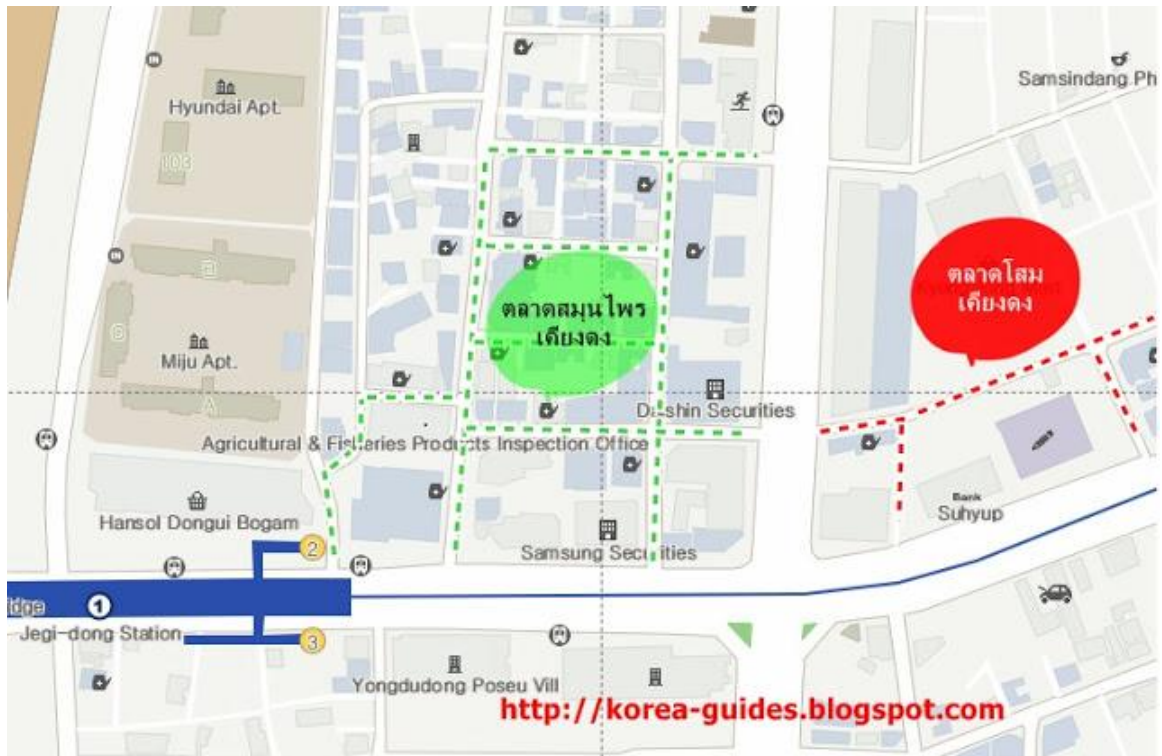 Hyundai Apt.
Samsindang Ph
103
B
C
ตลาดโสม
เคียงดง
ตลาดสมุนไพร
เคียงดง
Miju Apt.
A
Agricultural & Fisheries Products Inspection Office
Hansol Dongui Bogam
Bank
Suhyup
Samsung Securities
2
1
Jegi-dong Station
3
Yongdudong Poseu Vill
http://korea-guides.blogspot.com